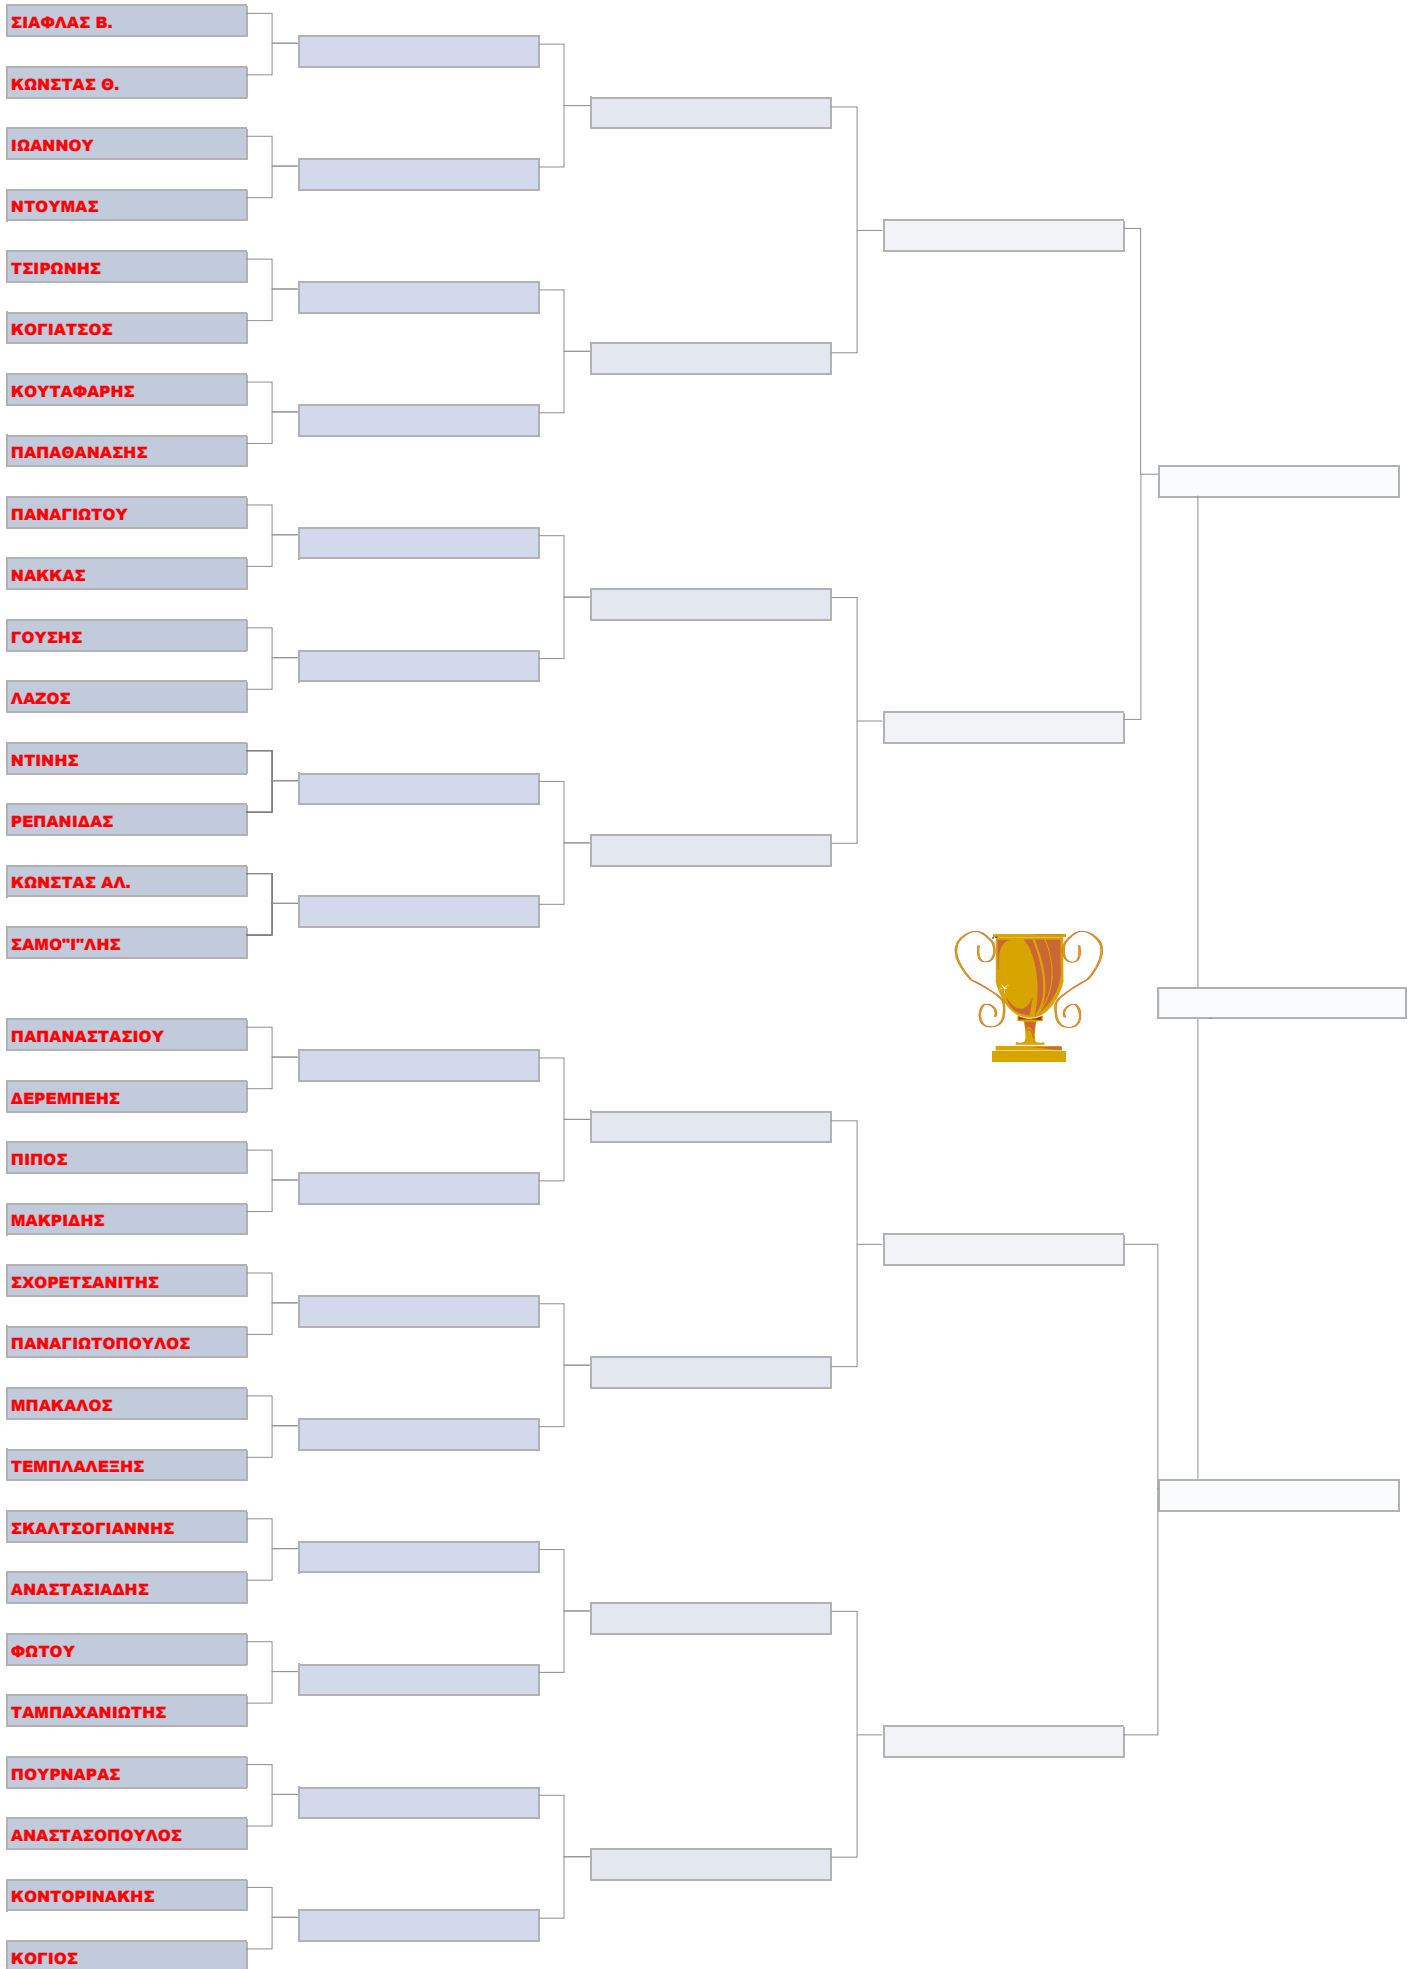 ΣΙΑΦΛΑΣ Β.
ΚΩΝΣΤΑΣ Θ.
ΙΩΑΝΝΟΥ
ΝΤΟΥΜΑΣ
ΤΣΙΡΩΝΗΣ
ΚΟΓΙΑΤΣΟΣ
ΚΟΥΤΑΦΑΡΗΣ
ΠΑΠΑΘΑΝΑΣΗΣ
ΠΑΝΑΓΙΩΤΟΥ
ΝΑΚΚΑΣ
ΓΟΥΣΗΣ
ΛΑΖΟΣ
ΝΤΙΝΗΣ
ΡΕΠΑΝΙΔΑΣ
ΚΩΝΣΤΑΣ ΑΛ.
ΣΑΜΟ"Ι"ΛΗΣ
ΠΑΠΑΝΑΣΤΑΣΙΟΥ
ΔΕΡΕΜΠΕΗΣ
ΠΙΠΟΣ
ΜΑΚΡΙΔΗΣ
ΣΧΟΡΕΤΣΑΝΙΤΗΣ
ΠΑΝΑΓΙΩΤΟΠΟΥΛΟΣ
ΜΠΑΚΑΛΟΣ
ΤΕΜΠΛΑΛΕΞΗΣ
ΣΚΑΛΤΣΟΓΙΑΝΝΗΣ
ΑΝΑΣΤΑΣΙΑΔΗΣ
ΦΩΤΟΥ
ΤΑΜΠΑΧΑΝΙΩΤΗΣ
ΠΟΥΡΝΑΡΑΣ
ΑΝΑΣΤΑΣΟΠΟΥΛΟΣ
ΚΟΝΤΟΡΙΝΑΚΗΣ
ΚΟΓΙΟΣ